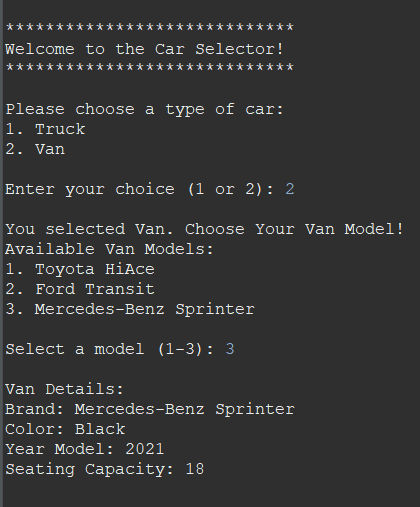 *****************************
Welcome to the Car Selector!
*****************************
Please choose a type of car:
1. Truck
2. Van
Enter your choice (1 or 2): 2
You selected Van. Choose Your Van Model!
Available Van Models:
1. Toyota HiAce
2. Ford Transit
3. Mercedes-Benz Sprinter
Select a model (1-3): 3
Van Details:
Brand: Mercedes-Benz Sprinter
Color: Black
Year Model: 2021
Seating Capacity: 18